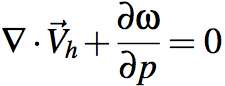 ∇ · V⃗ₕ + ∂ω/∂p = 0